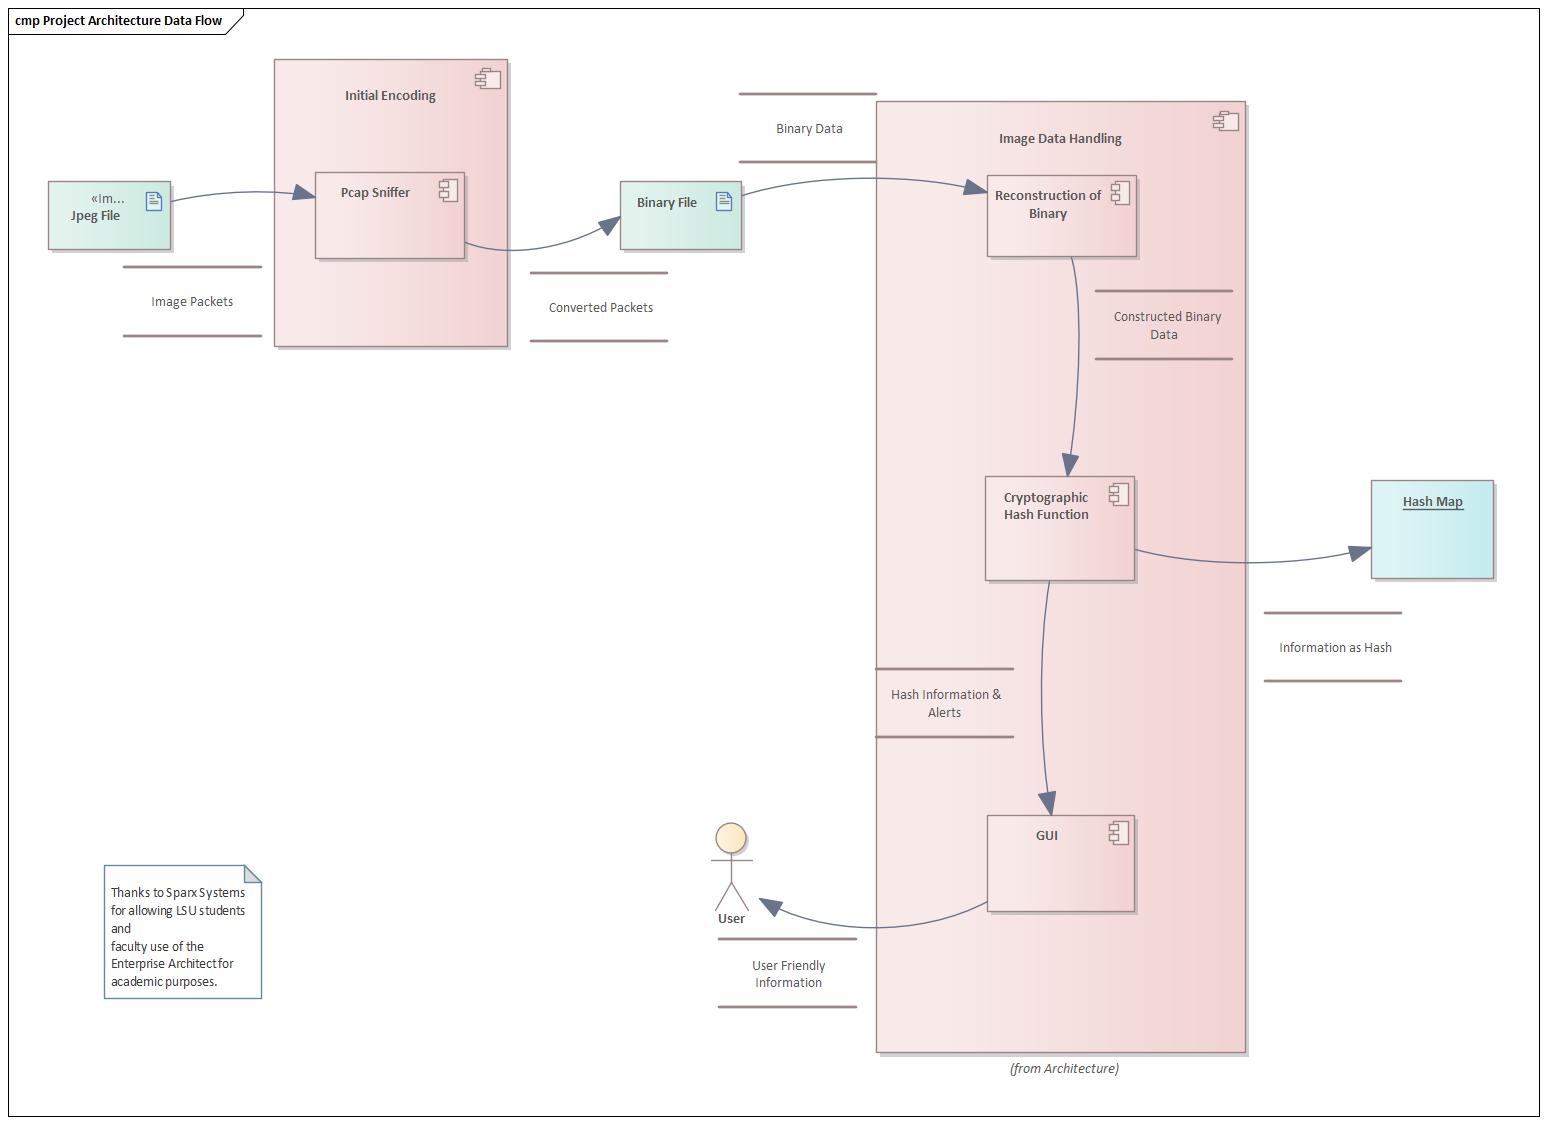 cmp Project Architecture Data Flow
Initial Encoding
Pcap Sniffer
«Im...
Jpeg File
Image Packets
Converted Packets
Binary File
Binary Data
Image Data Handling
Reconstruction of
Binary
Constructed Binary
Data
Cryptographic
Hash Function
Hash Map
Information as Hash
Hash Information &
Alerts
GUI
User
User Friendly
Information
(from Architecture)
Thanks to Sparx Systems
for allowing LSU students
and
faculty use of the
Enterprise Architect for
academic purposes.